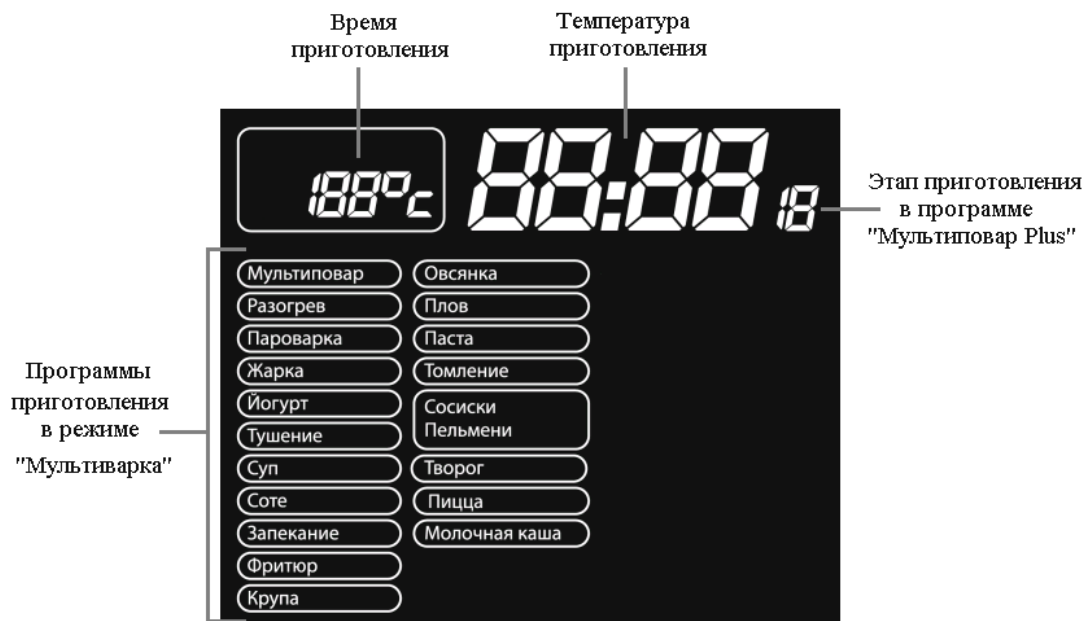 Время
приготовления
Температура
приготовления
188°c
88:88
18
Этап приготовления
в программе
"Мультиповар Plus"
Программы
приготовления
в режиме
"Мультиварка"
Мультиповар
Разогрев
Пароварка
Жарка
Йогурт
Тушение
Суп
Соте
Запекание
Фритюр
Крупа
Овсянка
Плов
Паста
Томление
Сосиски
Пельмени
Творог
Пицца
Молочная каша